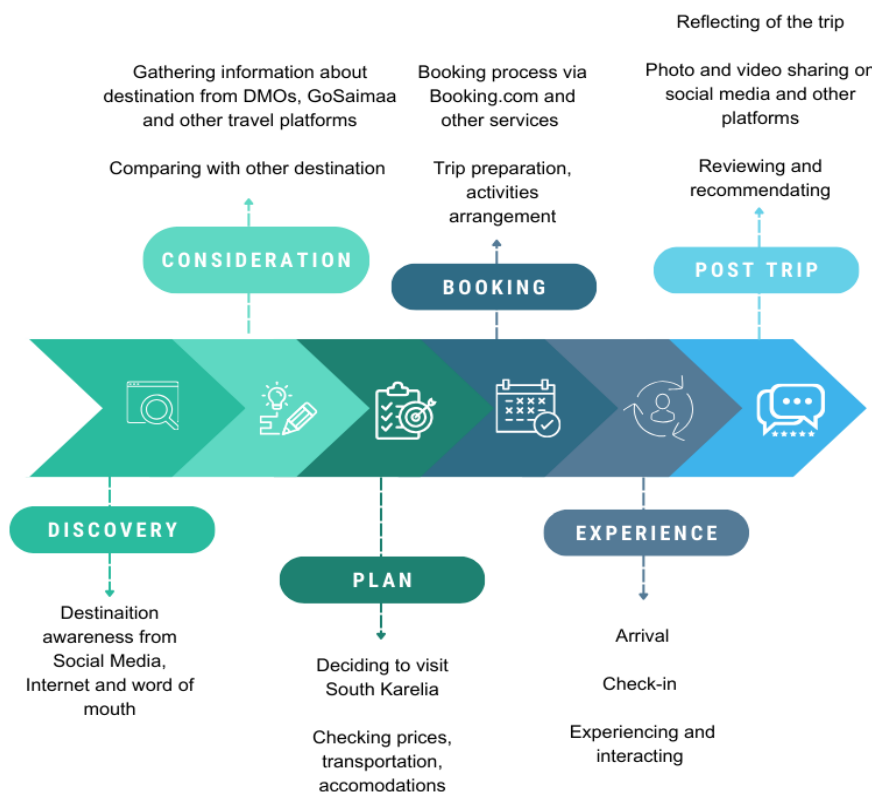 Gathering information about
destination from DMOs, GoSaimaa
and other travel platforms
Comparing with other destination
CONSIDERATION
Booking process via
Booking.com and
other services
Trip preparation,
activities
arrangement
BOOKING
Reflecting of the trip
Photo and video sharing on
social media and other
platforms
Reviewing and
recommendating
POST TRIP
DISCOVERY
Destinaition
awareness from
Social Media,
Internet and word of
mouth
PLAN
Deciding to visit
South Karelia
Checking prices,
transportation,
accomodations
EXPERIENCE
Arrival
Check-in
Experiencing and
interacting